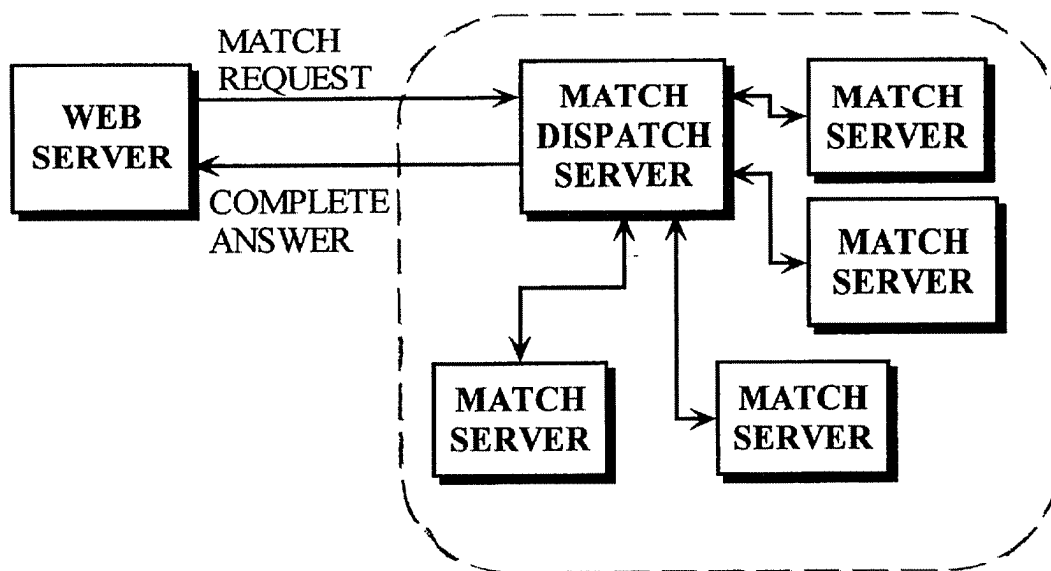 MATCH
REQUEST
WEB
SERVER
COMPLETE
ANSWER
MATCH
DISPATCH
SERVER
MATCH
SERVER
MATCH
SERVER
MATCH
SERVER
MATCH
SERVER